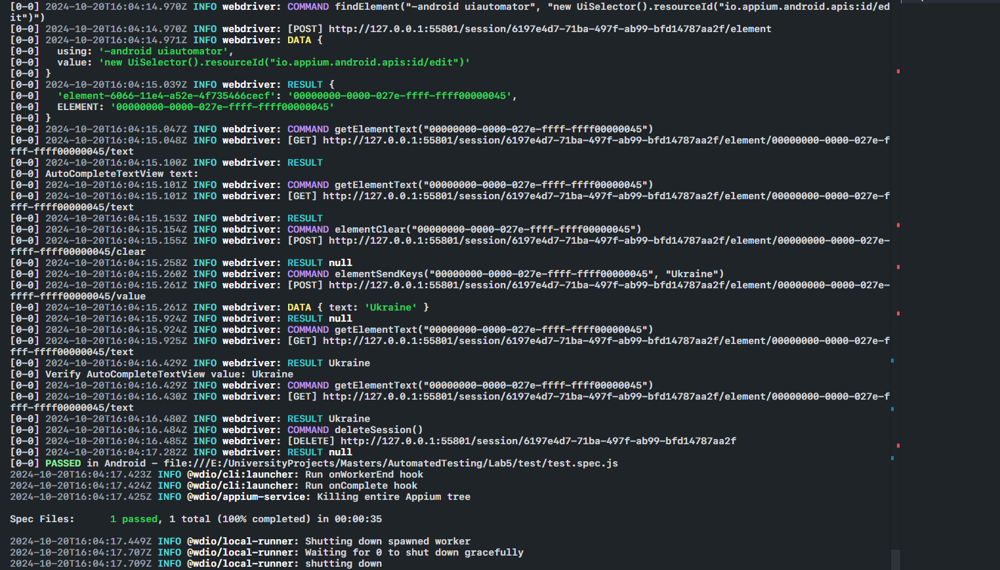 [0-0] 2024-10-20T16:04:14.970Z INFO webdriver: COMMAND findElement("-android uiautomator", "new UiSelector().resourceId("io.appium.android.apis:id/ed
it")")
[0-0] 2024-10-20T16:04:14.970Z INFO webdriver: [POST] http://127.0.0.1:55801/session/6197e4d7-71ba-497f-ab99-bfd14787aa2f/element
[0-0] 2024-10-20T16:04:14.971Z INFO webdriver: DATA {
[0-0]   using: '-android uiautomator',
[0-0]   value: 'new UiSelector().resourceId("io.appium.android.apis:id/edit")'
[0-0] }
[0-0] 2024-10-20T16:04:15.039Z INFO webdriver: RESULT {
[0-0]   'element-6066-11e4-a52e-4f735466cecf': '00000000-0000-027e-ffff-ffff00000045',
[0-0]   ELEMENT: '00000000-0000-027e-ffff-ffff00000045'
[0-0] }
[0-0] 2024-10-20T16:04:15.047Z INFO webdriver: COMMAND getElementText("00000000-0000-027e-ffff-ffff00000045")
[0-0] 2024-10-20T16:04:15.048Z INFO webdriver: [GET] http://127.0.0.1:55801/session/6197e4d7-71ba-497f-ab99-bfd14787aa2f/element/00000000-0000-027e-f
fff-ffff00000045/text
[0-0] 2024-10-20T16:04:15.100Z INFO webdriver: RESULT
[0-0] AutoCompleteTextView text:
[0-0] 2024-10-20T16:04:15.101Z INFO webdriver: COMMAND getElementText("00000000-0000-027e-ffff-ffff00000045")
[0-0] 2024-10-20T16:04:15.101Z INFO webdriver: [GET] http://127.0.0.1:55801/session/6197e4d7-71ba-497f-ab99-bfd14787aa2f/element/00000000-0000-027e-f
fff-ffff00000045/text
[0-0] 2024-10-20T16:04:15.153Z INFO webdriver: RESULT
[0-0] 2024-10-20T16:04:15.154Z INFO webdriver: COMMAND elementClear("00000000-0000-027e-ffff-ffff00000045")
[0-0] 2024-10-20T16:04:15.155Z INFO webdriver: [POST] http://127.0.0.1:55801/session/6197e4d7-71ba-497f-ab99-bfd14787aa2f/element/00000000-0000-027e-
ffff-ffff00000045/clear
[0-0] 2024-10-20T16:04:15.258Z INFO webdriver: RESULT null
[0-0] 2024-10-20T16:04:15.260Z INFO webdriver: COMMAND elementSendKeys("00000000-0000-027e-ffff-ffff00000045", "Ukraine")
[0-0] 2024-10-20T16:04:15.261Z INFO webdriver: [POST] http://127.0.0.1:55801/session/6197e4d7-71ba-497f-ab99-bfd14787aa2f/element/00000000-0000-027e-
ffff-ffff00000045/value
[0-0] 2024-10-20T16:04:15.261Z INFO webdriver: DATA { text: 'Ukraine' }
[0-0] 2024-10-20T16:04:15.924Z INFO webdriver: RESULT null
[0-0] 2024-10-20T16:04:15.924Z INFO webdriver: COMMAND getElementText("00000000-0000-027e-ffff-ffff00000045")
[0-0] 2024-10-20T16:04:15.925Z INFO webdriver: [GET] http://127.0.0.1:55801/session/6197e4d7-71ba-497f-ab99-bfd14787aa2f/element/00000000-0000-027e-f
fff-ffff00000045/text
[0-0] 2024-10-20T16:04:16.429Z INFO webdriver: RESULT Ukraine
[0-0] Verify AutoCompleteTextView value: Ukraine
[0-0] 2024-10-20T16:04:16.429Z INFO webdriver: COMMAND getElementText("00000000-0000-027e-ffff-ffff00000045")
[0-0] 2024-10-20T16:04:16.430Z INFO webdriver: [GET] http://127.0.0.1:55801/session/6197e4d7-71ba-497f-ab99-bfd14787aa2f/element/00000000-0000-027e-f
fff-ffff00000045/text
[0-0] 2024-10-20T16:04:16.480Z INFO webdriver: RESULT Ukraine
[0-0] 2024-10-20T16:04:16.484Z INFO webdriver: COMMAND deleteSession()
[0-0] 2024-10-20T16:04:16.485Z INFO webdriver: [DELETE] http://127.0.0.1:55801/session/6197e4d7-71ba-497f-ab99-bfd14787aa2f
[0-0] 2024-10-20T16:04:17.282Z INFO webdriver: RESULT null
[0-0] PASSED in Android - file:///E:/UniversityProjects/Masters/AutomatedTesting/Lab5/test/test.spec.js
2024-10-20T16:04:17.423Z INFO @wdio/cli:launcher: Run onWorkerEnd hook
2024-10-20T16:04:17.424Z INFO @wdio/cli:launcher: Run onComplete hook
2024-10-20T16:04:17.425Z INFO @wdio/appium-service: Killing entire Appium tree
Spec Files:      1 passed, 1 total (100% completed) in 00:00:35
2024-10-20T16:04:17.449Z INFO @wdio/local-runner: Shutting down spawned worker
2024-10-20T16:04:17.707Z INFO @wdio/local-runner: Waiting for 0 to shut down gracefully
2024-10-20T16:04:17.709Z INFO @wdio/local-runner: shutting down